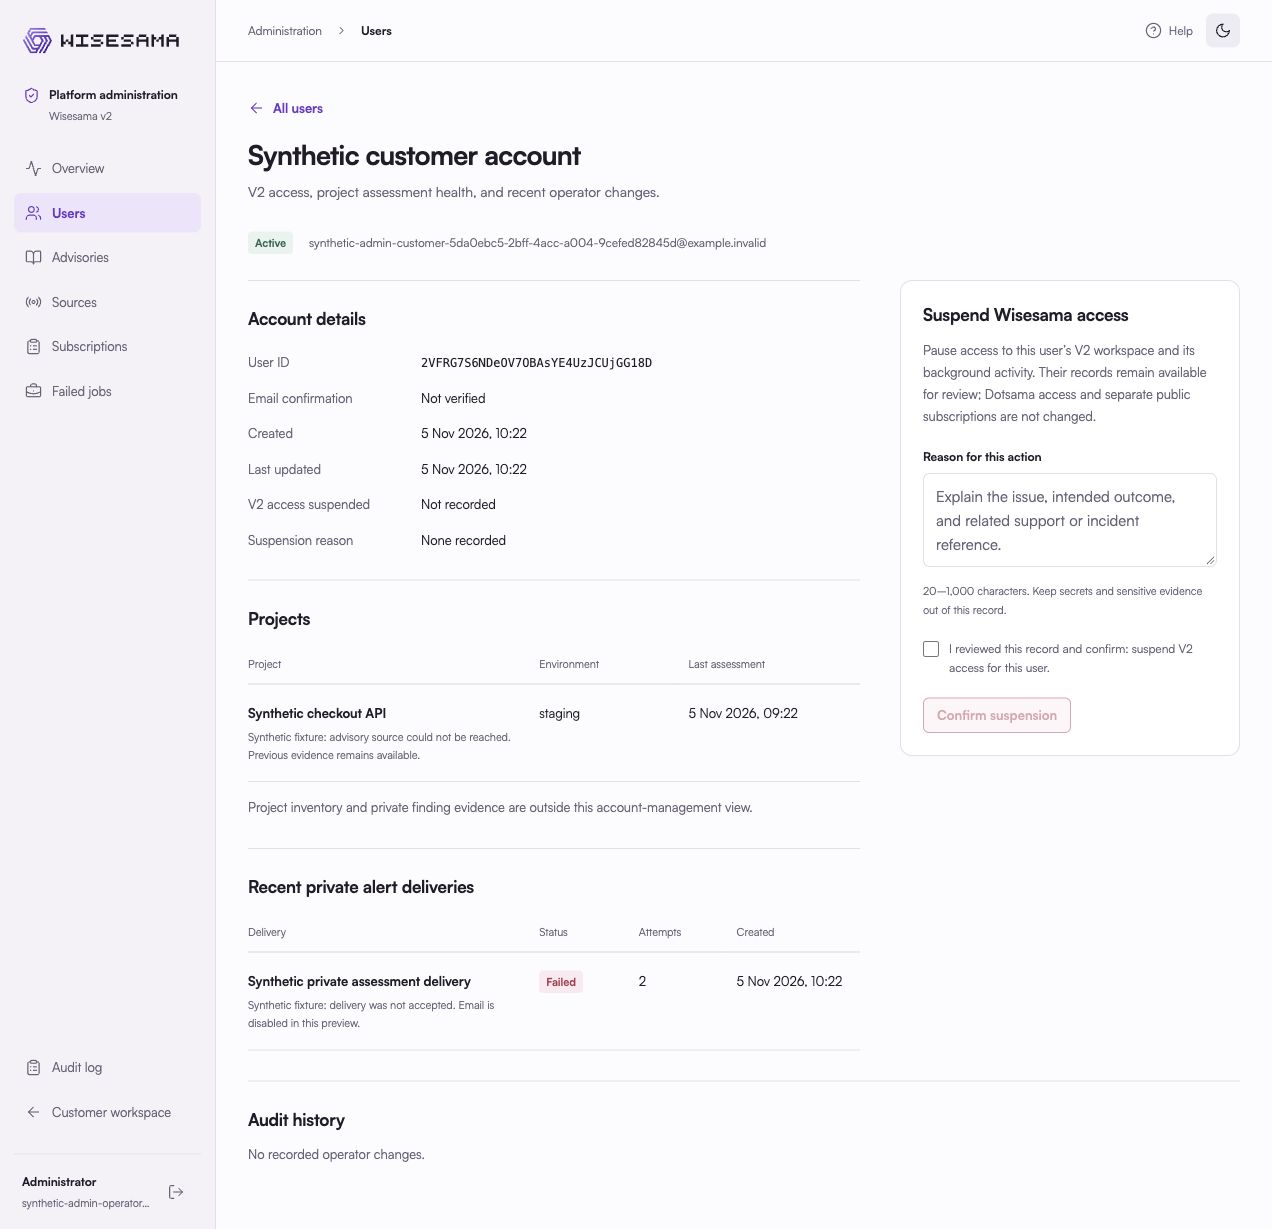 WISESAMA
Platform administration
Wisesama v2
Overview
Users
Advisories
Sources
Subscriptions
Failed jobs
Audit log
Customer workspace
Administrator
synthetic-admin-operator...
Administration
Users
Help
All users
Synthetic customer account
V2 access, project assessment health, and recent operator changes.
Active
synthetic-admin-customer-5da0ebc5-2bff-4acc-a004-9cefed82845d@example.invalid
Account details
User ID
2VFRG7S6NDeOV7OBAsYE4UzJCUjGG18D
Email confirmation
Not verified
Created
5 Nov 2026, 10:22
Last updated
5 Nov 2026, 10:22
V2 access suspended
Not recorded
Suspension reason
None recorded
Projects
Project Environment Last assessment
Synthetic checkout API staging 5 Nov 2026, 09:22
Synthetic fixture: advisory source could not be reached.
Previous evidence remains available.
Project inventory and private finding evidence are outside this account-management view.
Recent private alert deliveries
Delivery Status Attempts Created
Synthetic private assessment delivery Failed 2 5 Nov 2026, 10:22
Synthetic fixture: delivery was not accepted. Email is
disabled in this preview.
Suspend Wisesama access
Pause access to this user's V2 workspace and its
background activity. Their records remain available
for review; Dotsama access and separate public
subscriptions are not changed.
Reason for this action
Explain the issue, intended outcome,
and related support or incident
reference.
20–1,000 characters. Keep secrets and sensitive evidence
out of this record.
I reviewed this record and confirm: suspend V2
access for this user.
Confirm suspension
Audit history
No recorded operator changes.